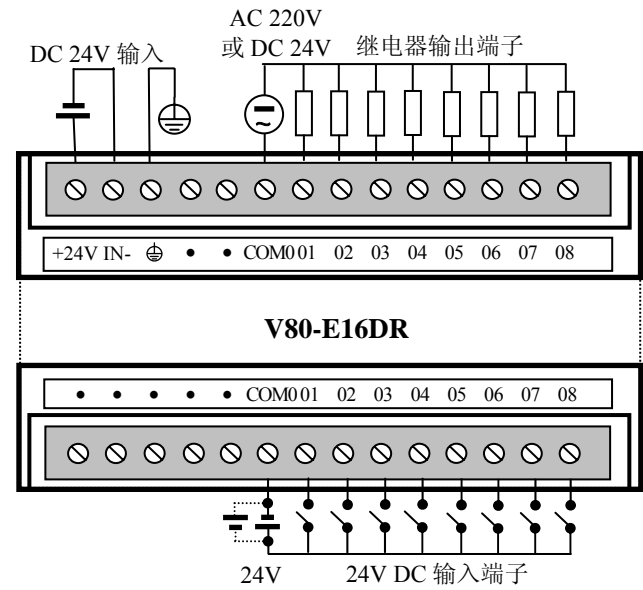 AC 220V
DC 24V 输入
或 DC 24V
继电器输出端子
+24V IN- • • COM0 01 02 03 04 05 06 07 08
V80-E16DR
• • • • • COM0 01 02 03 04 05 06 07 08
24V
24V DC 输入端子